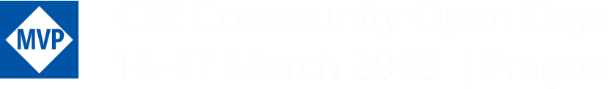 MVP
CEE Community Open Days
16-17 March 2016 | Prague